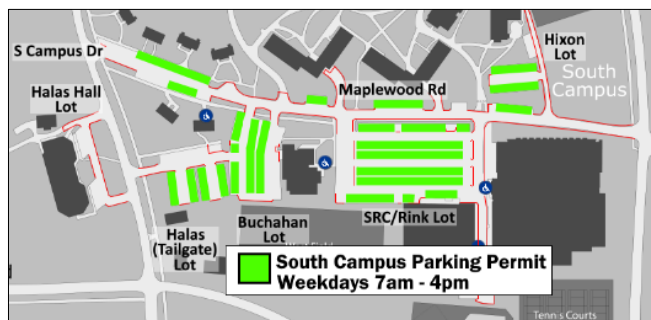 S Campus Dr
Hixon
Lot
South
Campus
Maplewood Rd
Halas Hall
Lot
SRC/Rink Lot
Buchahan
Lot
Halas
(Tailgate)
Lot
South Campus Parking Permit
Weekdays 7am - 4pm
Tennis Courts